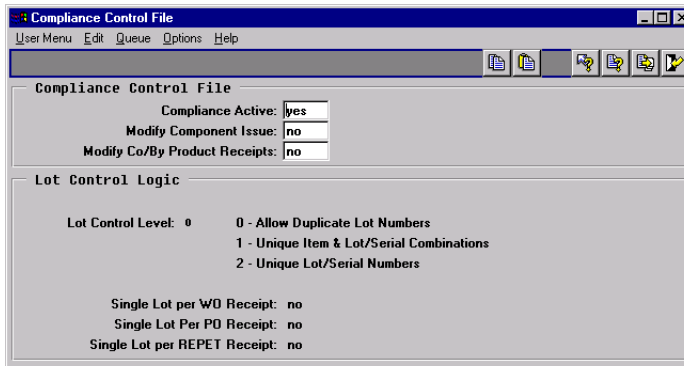 Compliance Control File
User Menu Edit Queue Options Help
Compliance Control File
Compliance Active: yes
Modify Component Issue: no
Modify Co/By Product Receipts: no
Lot Control Logic
Lot Control Level: 0 0 - Allow Duplicate Lot Numbers
1 - Unique Item & Lot/Serial Combinations
2 - Unique Lot/Serial Numbers
Single Lot per WO Receipt: no
Single Lot Per PO Receipt: no
Single Lot per REPET Receipt: no